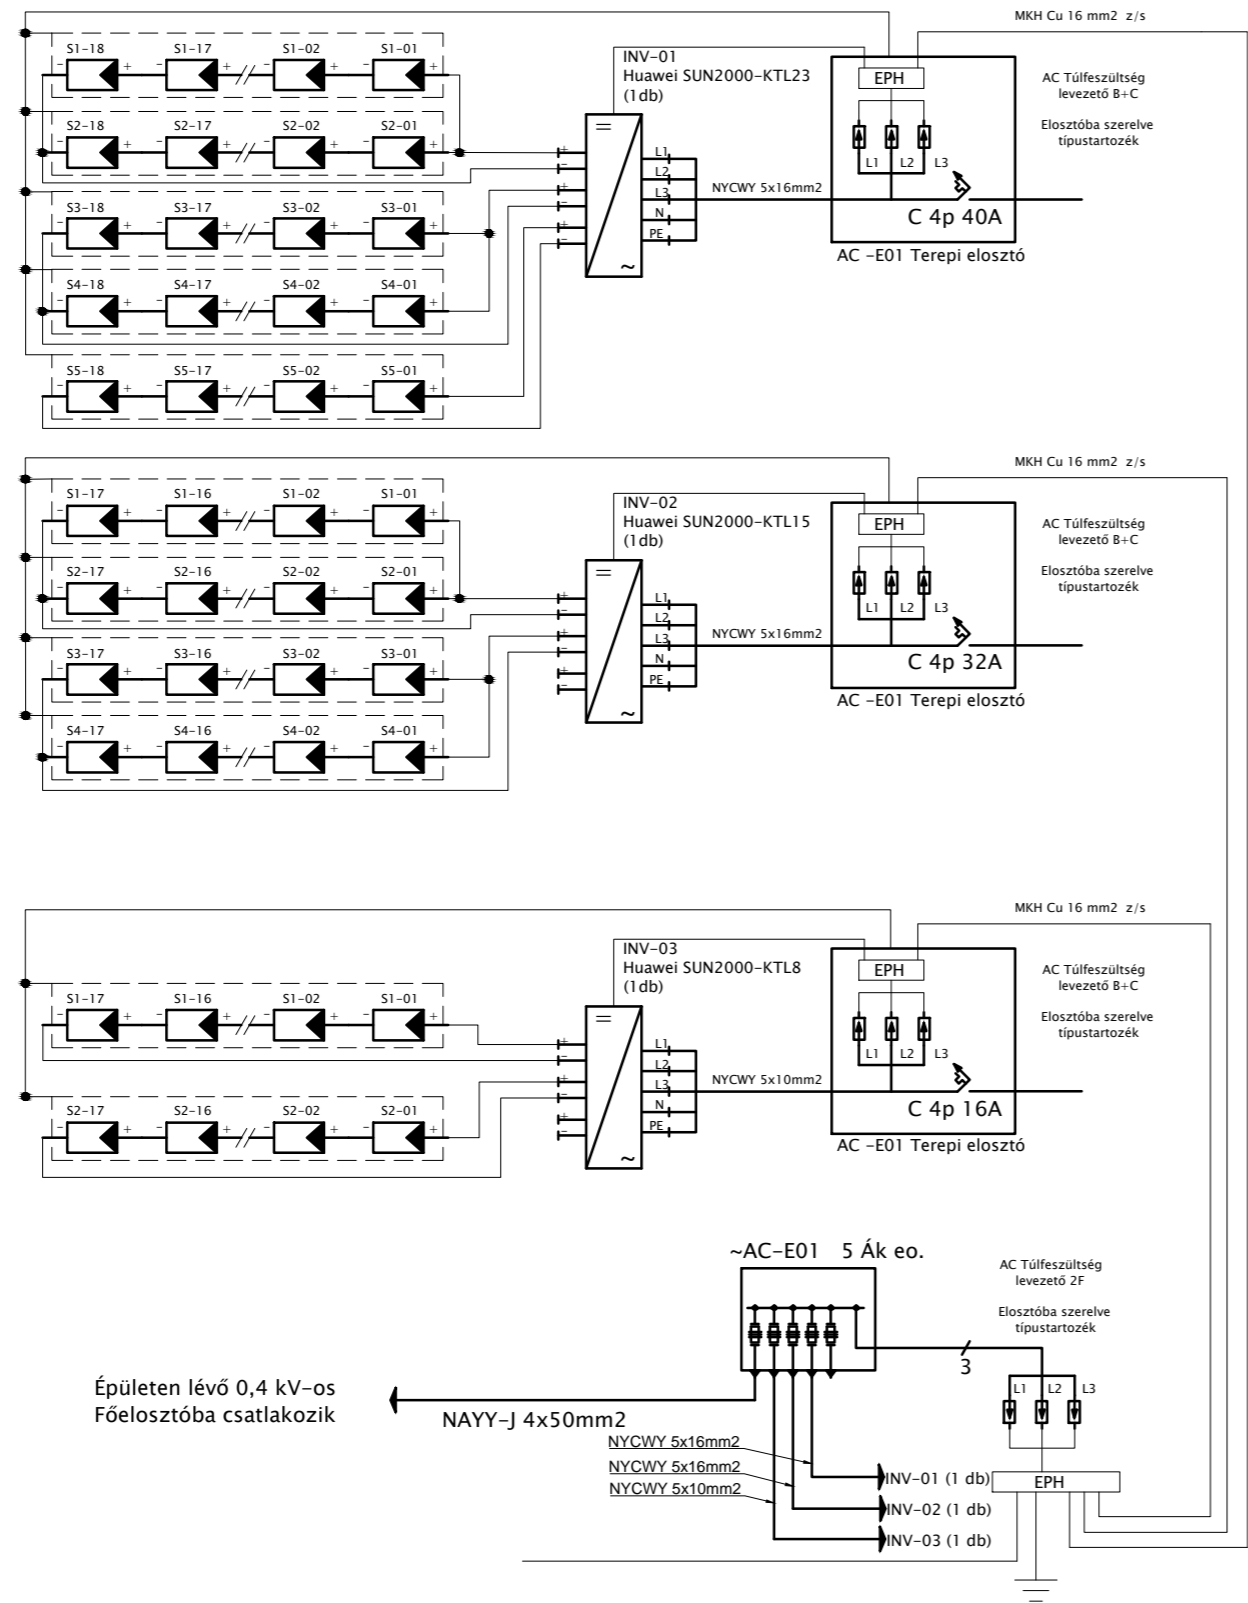 MKH Cu 16 mm2 z/s
S1-18 S1-17 S1-02 S1-01
- + - + - + - +
S2-18 S2-17 S2-02 S2-01
- + - + - + - +
S3-18 S3-17 S3-02 S3-01
- + - + - + - +
S4-18 S4-17 S4-02 S4-01
- + - + - + - +
S5-18 S5-17 S5-02 S5-01
- + - + - + - +
INV-01
Huawei SUN2000-KTL23
(1db)
=
~
+
-
+
-
+
-
L1
L2
L3
N
PE
NYCWY 5x16mm2
EPH
L1 L2 L3
C 4p 40A
AC -E01 Terepi elosztó
AC Túlfeszültség
levezető B+C
Elosztóba szerelve
típustartozék
MKH Cu 16 mm2 z/s
S1-17 S1-16 S1-02 S1-01
- + - + - + - +
S2-17 S2-16 S2-02 S2-01
- + - + - + - +
S3-17 S3-16 S3-02 S3-01
- + - + - + - +
S4-17 S4-16 S4-02 S4-01
- + - + - + - +
INV-02
Huawei SUN2000-KTL15
(1db)
=
~
+
-
+
-
+
-
L1
L2
L3
N
PE
NYCWY 5x16mm2
EPH
L1 L2 L3
C 4p 32A
AC -E01 Terepi elosztó
AC Túlfeszültség
levezető B+C
Elosztóba szerelve
típustartozék
MKH Cu 16 mm2 z/s
S1-17 S1-16 S1-02 S1-01
- + - + - + - +
S2-17 S2-16 S2-02 S2-01
- + - + - + - +
INV-03
Huawei SUN2000-KTL8
(1db)
=
~
+
-
+
-
+
-
L1
L2
L3
N
PE
NYCWY 5x10mm2
EPH
L1 L2 L3
C 4p 16A
AC -E01 Terepi elosztó
AC Túlfeszültség
levezető B+C
Elosztóba szerelve
típustartozék
~AC-E01 5 Ák eo.
AC Túlfeszültség
levezető 2F
Elosztóba szerelve
típustartozék
3
L1 L2 L3
EPH
Épületen lévő 0,4 kV-os
Főelosztóba csatlakozik
NAYY-J 4x50mm2
NYCWY 5x16mm2
NYCWY 5x16mm2
NYCWY 5x10mm2
INV-01 (1 db)
INV-02 (1 db)
INV-03 (1 db)